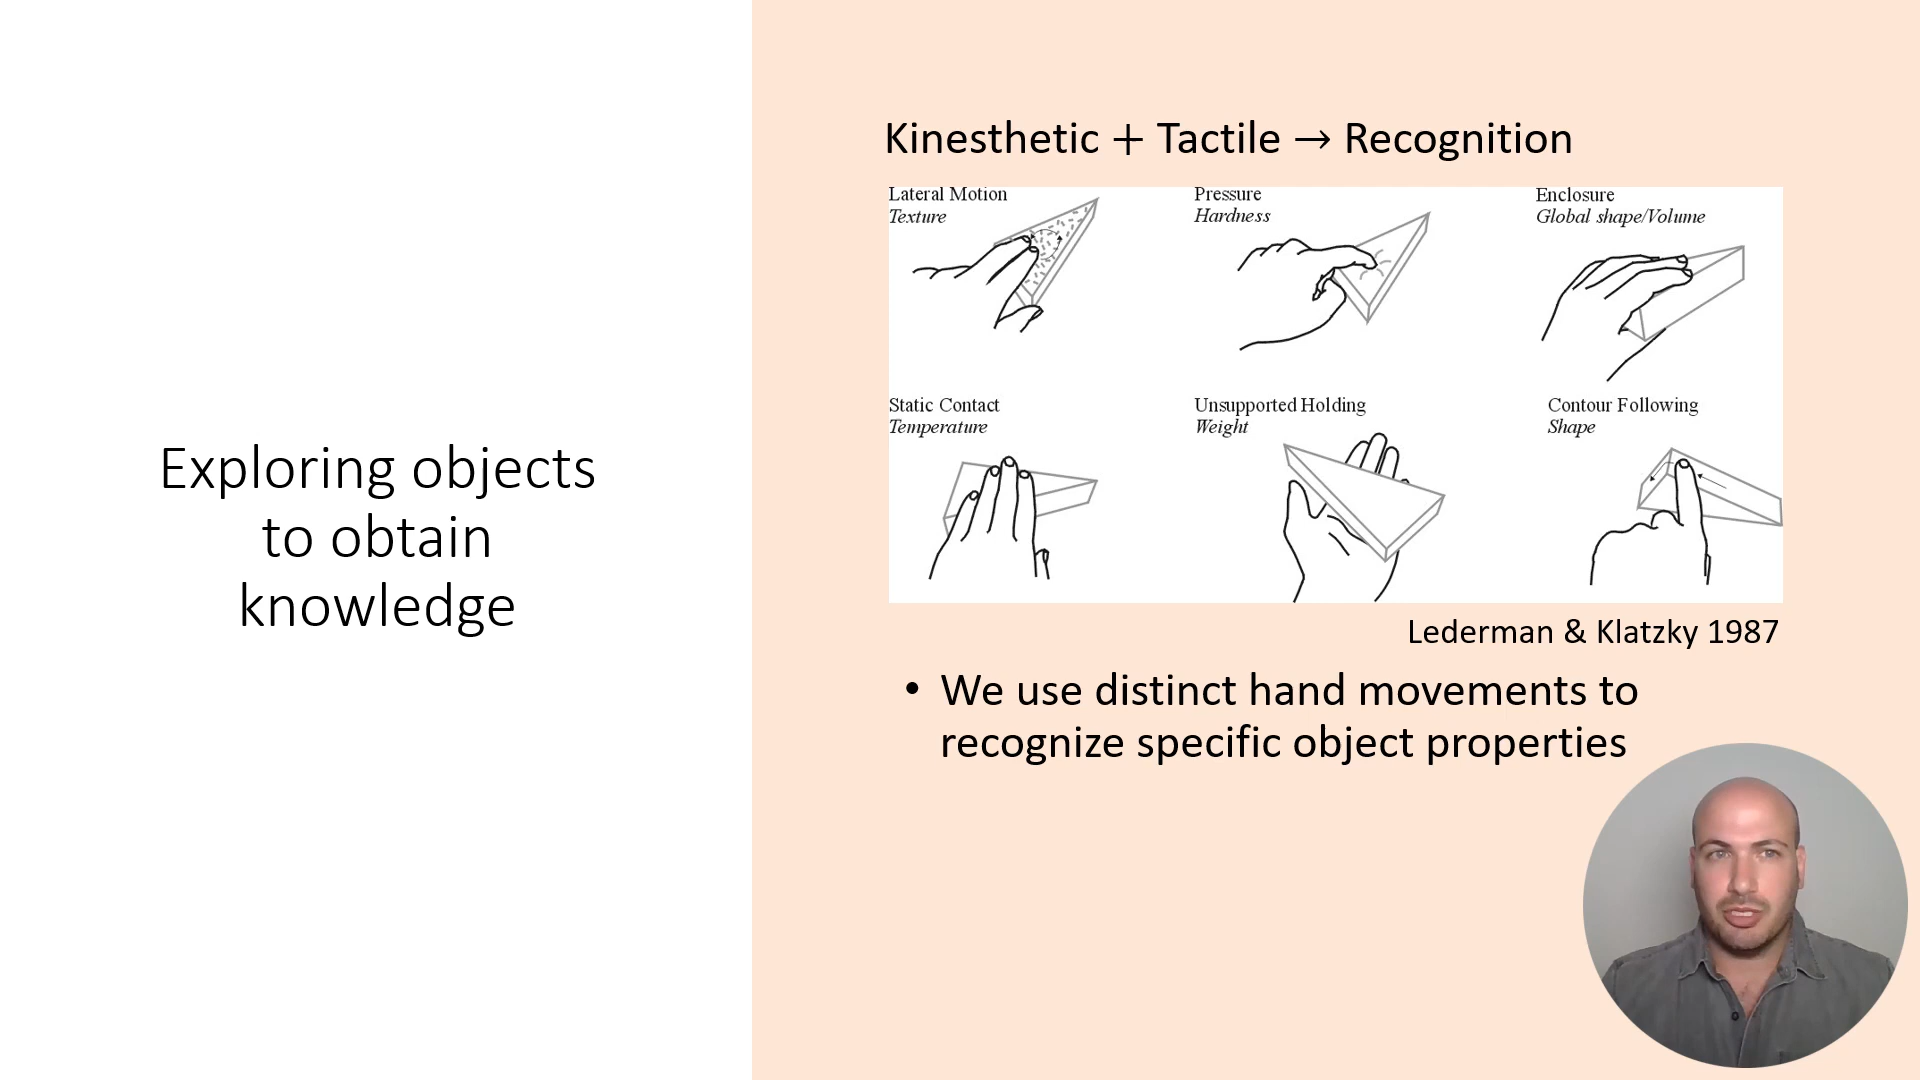 Exploring objects
to obtain
knowledge
Kinesthetic + Tactile → Recognition
Lateral Motion
Texture
Pressure
Hardness
Enclosure
Global shape/Volume
Static Contact
Temperature
Unsupported Holding
Weight
Contour Following
Shape
Lederman & Klatzky 1987
• We use distinct hand movements to
recognize specific object properties